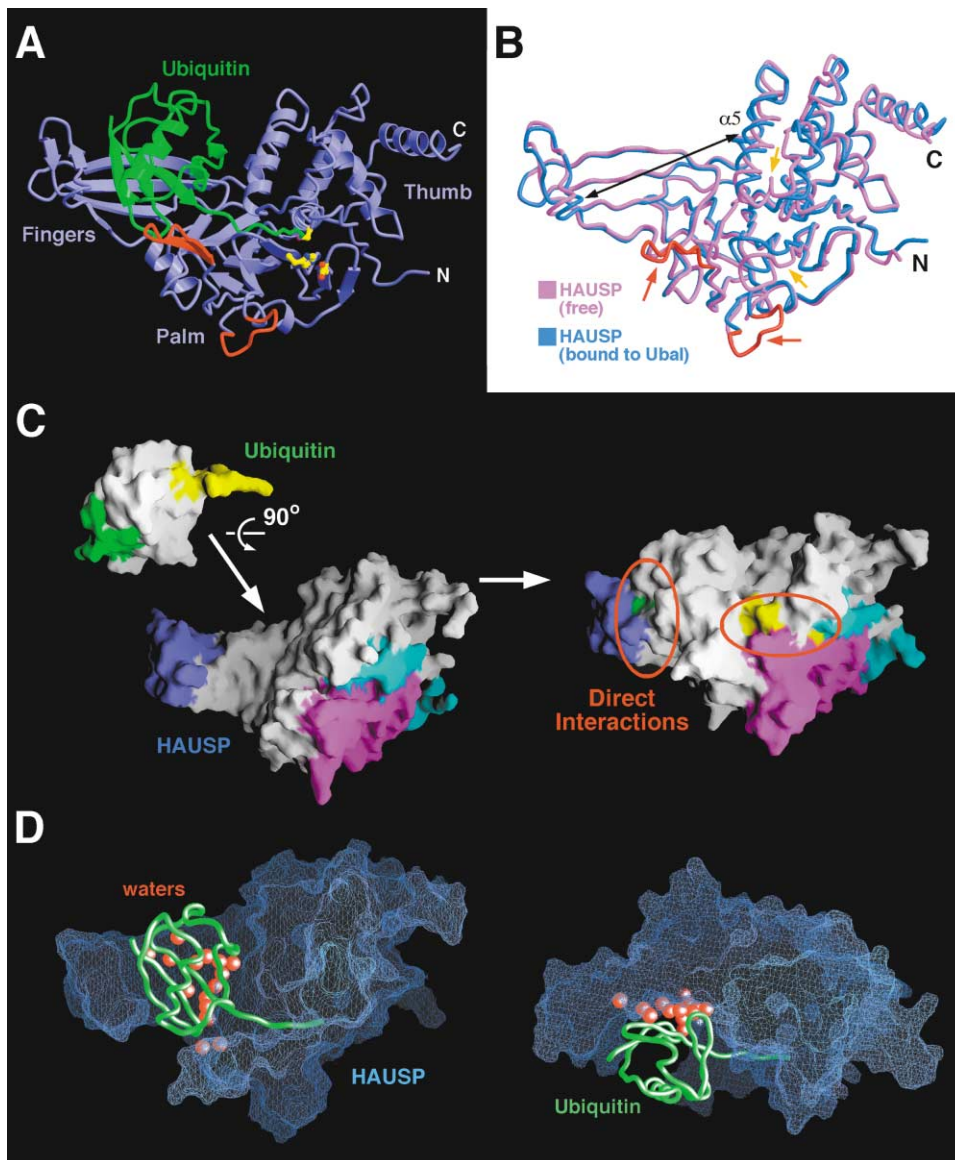 A
Ubiquitin
C
Thumb
Fingers
N
Palm
B
α5
C
N
HAUSP
(free)
HAUSP
(bound to Ubal)
C
Ubiquitin
90°
HAUSP
Direct
Interactions
D
waters
HAUSP
Ubiquitin